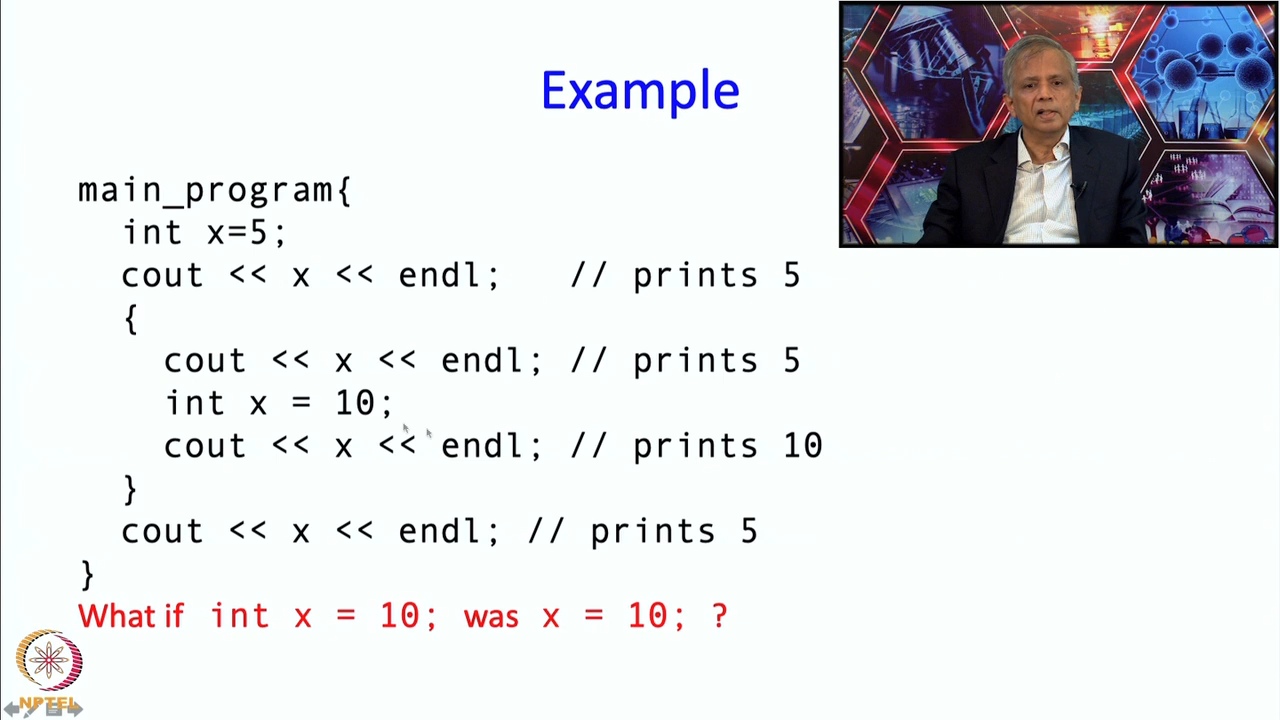 Example
main_program{
int x=5;
cout << x << endl; // prints 5
{
cout << x << endl; // prints 5
int x = 10;
cout << x << endl; // prints 10
}
cout << x << endl; // prints 5
}
What if int x = 10; was x = 10; ?
NPTEL